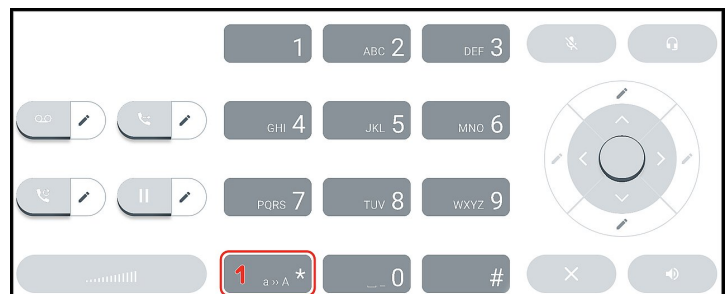 1
ABC 2
DEF 3
GHI 4
JKL 5
MNO 6
PQRS 7
TUV 8
WXYZ 9
1 a ›› A *
_ 0
#